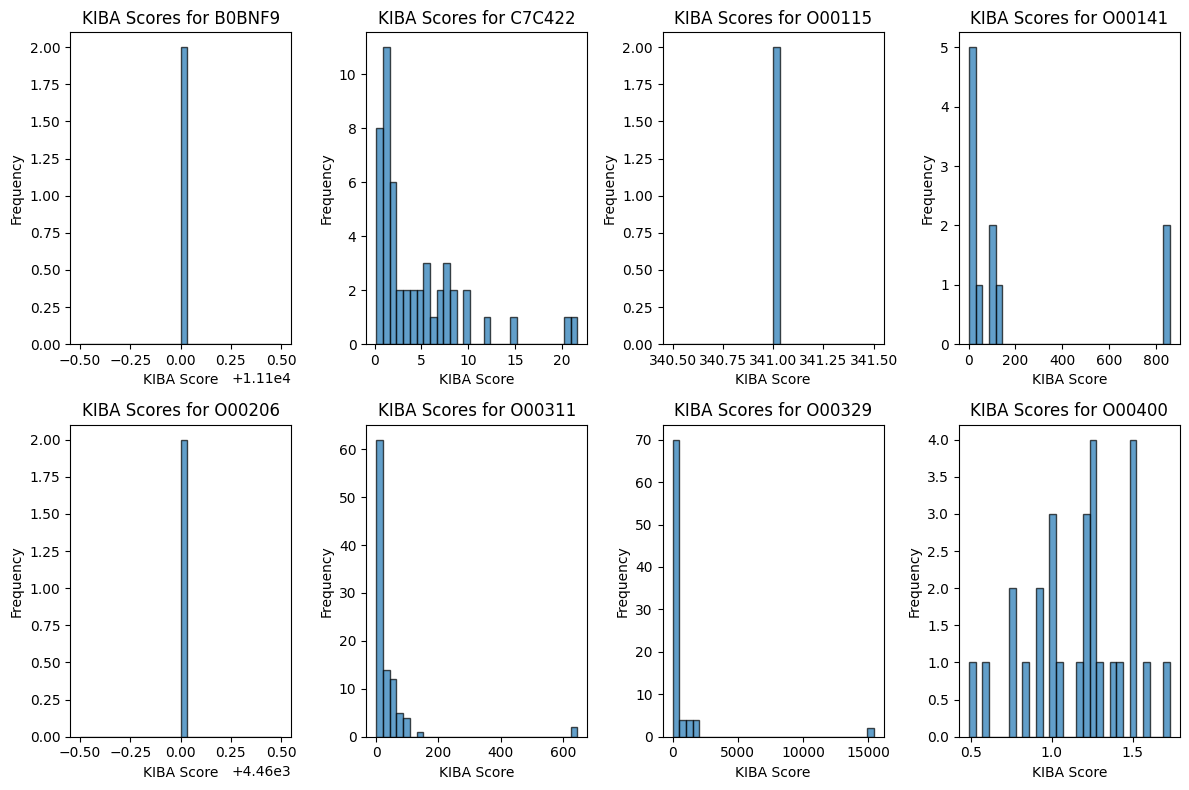 KIBA Scores for B0BNF9
Frequency
2.00
1.75
1.50
1.25
1.00
0.75
0.50
0.25
0.00
−0.50 −0.25 0.00 0.25 0.50
KIBA Score +1.11e4
KIBA Scores for C7C422
Frequency
10
8
6
4
2
0
0 5 10 15 20
KIBA Score
KIBA Scores for O00115
Frequency
2.00
1.75
1.50
1.25
1.00
0.75
0.50
0.25
0.00
340.50 340.75 341.00 341.25 341.50
KIBA Score
KIBA Scores for O00141
Frequency
5
4
3
2
1
0
0 200 400 600 800
KIBA Score
KIBA Scores for O00206
Frequency
2.00
1.75
1.50
1.25
1.00
0.75
0.50
0.25
0.00
−0.50 −0.25 0.00 0.25 0.50
KIBA Score +4.46e3
KIBA Scores for O00311
Frequency
60
50
40
30
20
10
0
0 200 400 600
KIBA Score
KIBA Scores for O00329
Frequency
70
60
50
40
30
20
10
0
0 5000 10000 15000
KIBA Score
KIBA Scores for O00400
Frequency
4.0
3.5
3.0
2.5
2.0
1.5
1.0
0.5
0.0
0.5 1.0 1.5
KIBA Score